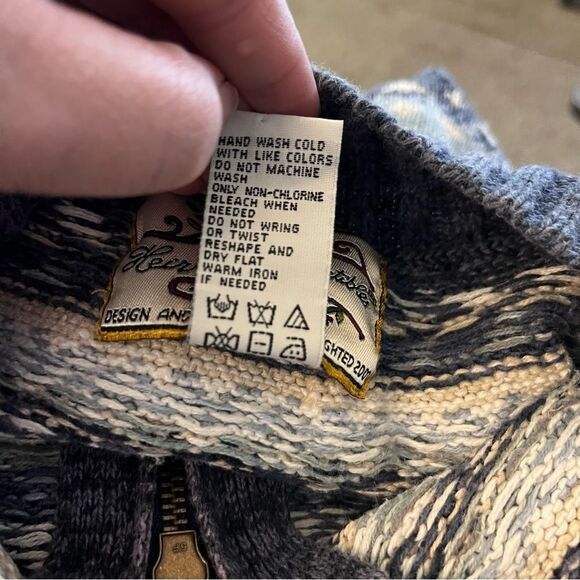 HAND WASH COLD
WITH LIKE COLORS
DO NOT MACHINE
WASH
ONLY NON-CHLORINE
BLEACH WHEN
NEEDED
DO NOT WRING
OR TWIST
RESHAPE AND
DRY FLAT
WARM IRON
IF NEEDED
DESIGN AND